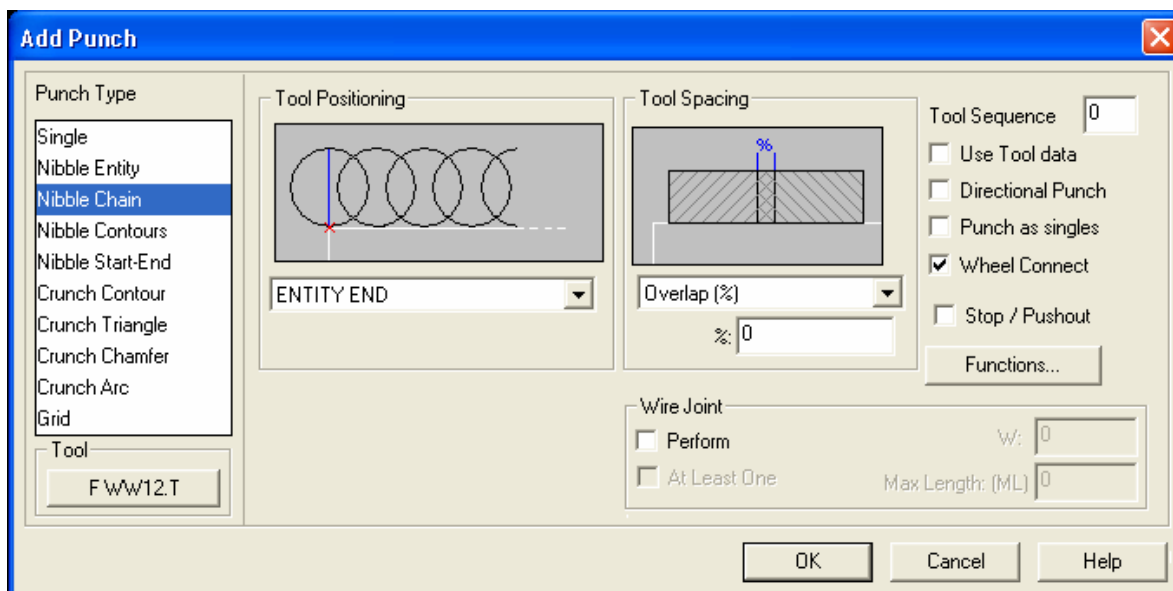 Add Punch
Punch Type
Single
Nibble Entity
Nibble Chain
Nibble Contours
Nibble Start-End
Crunch Contour
Crunch Triangle
Crunch Chamfer
Crunch Arc
Grid
Tool
F WW12.T
Tool Positioning
ENTITY END
Tool Spacing
%
Overlap (%)
%: 0
Tool Sequence 0
Use Tool data
Directional Punch
Punch as singles
Wheel Connect
Stop / Pushout
Functions...
Wire Joint
Perform W: 0
At Least One Max Length: (ML) 0
OK Cancel Help